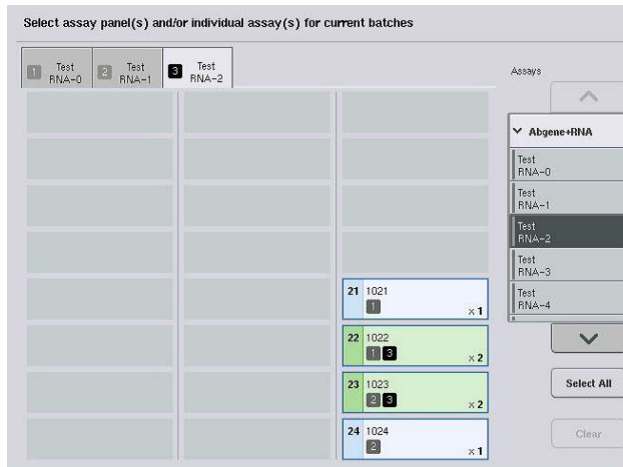 Select assay panel(s) and/or individual assay(s) for current batches
1 Test
RNA-0
2 Test
RNA-1
3 Test
RNA-2
Assays
Abgene+RNA
Test
RNA-0
Test
RNA-1
Test
RNA-2
Test
RNA-3
Test
RNA-4
21 1021
1
×1
22 1022
1 3
×2
23 1023
2 3
×2
24 1024
2
×1
Select All
Clear